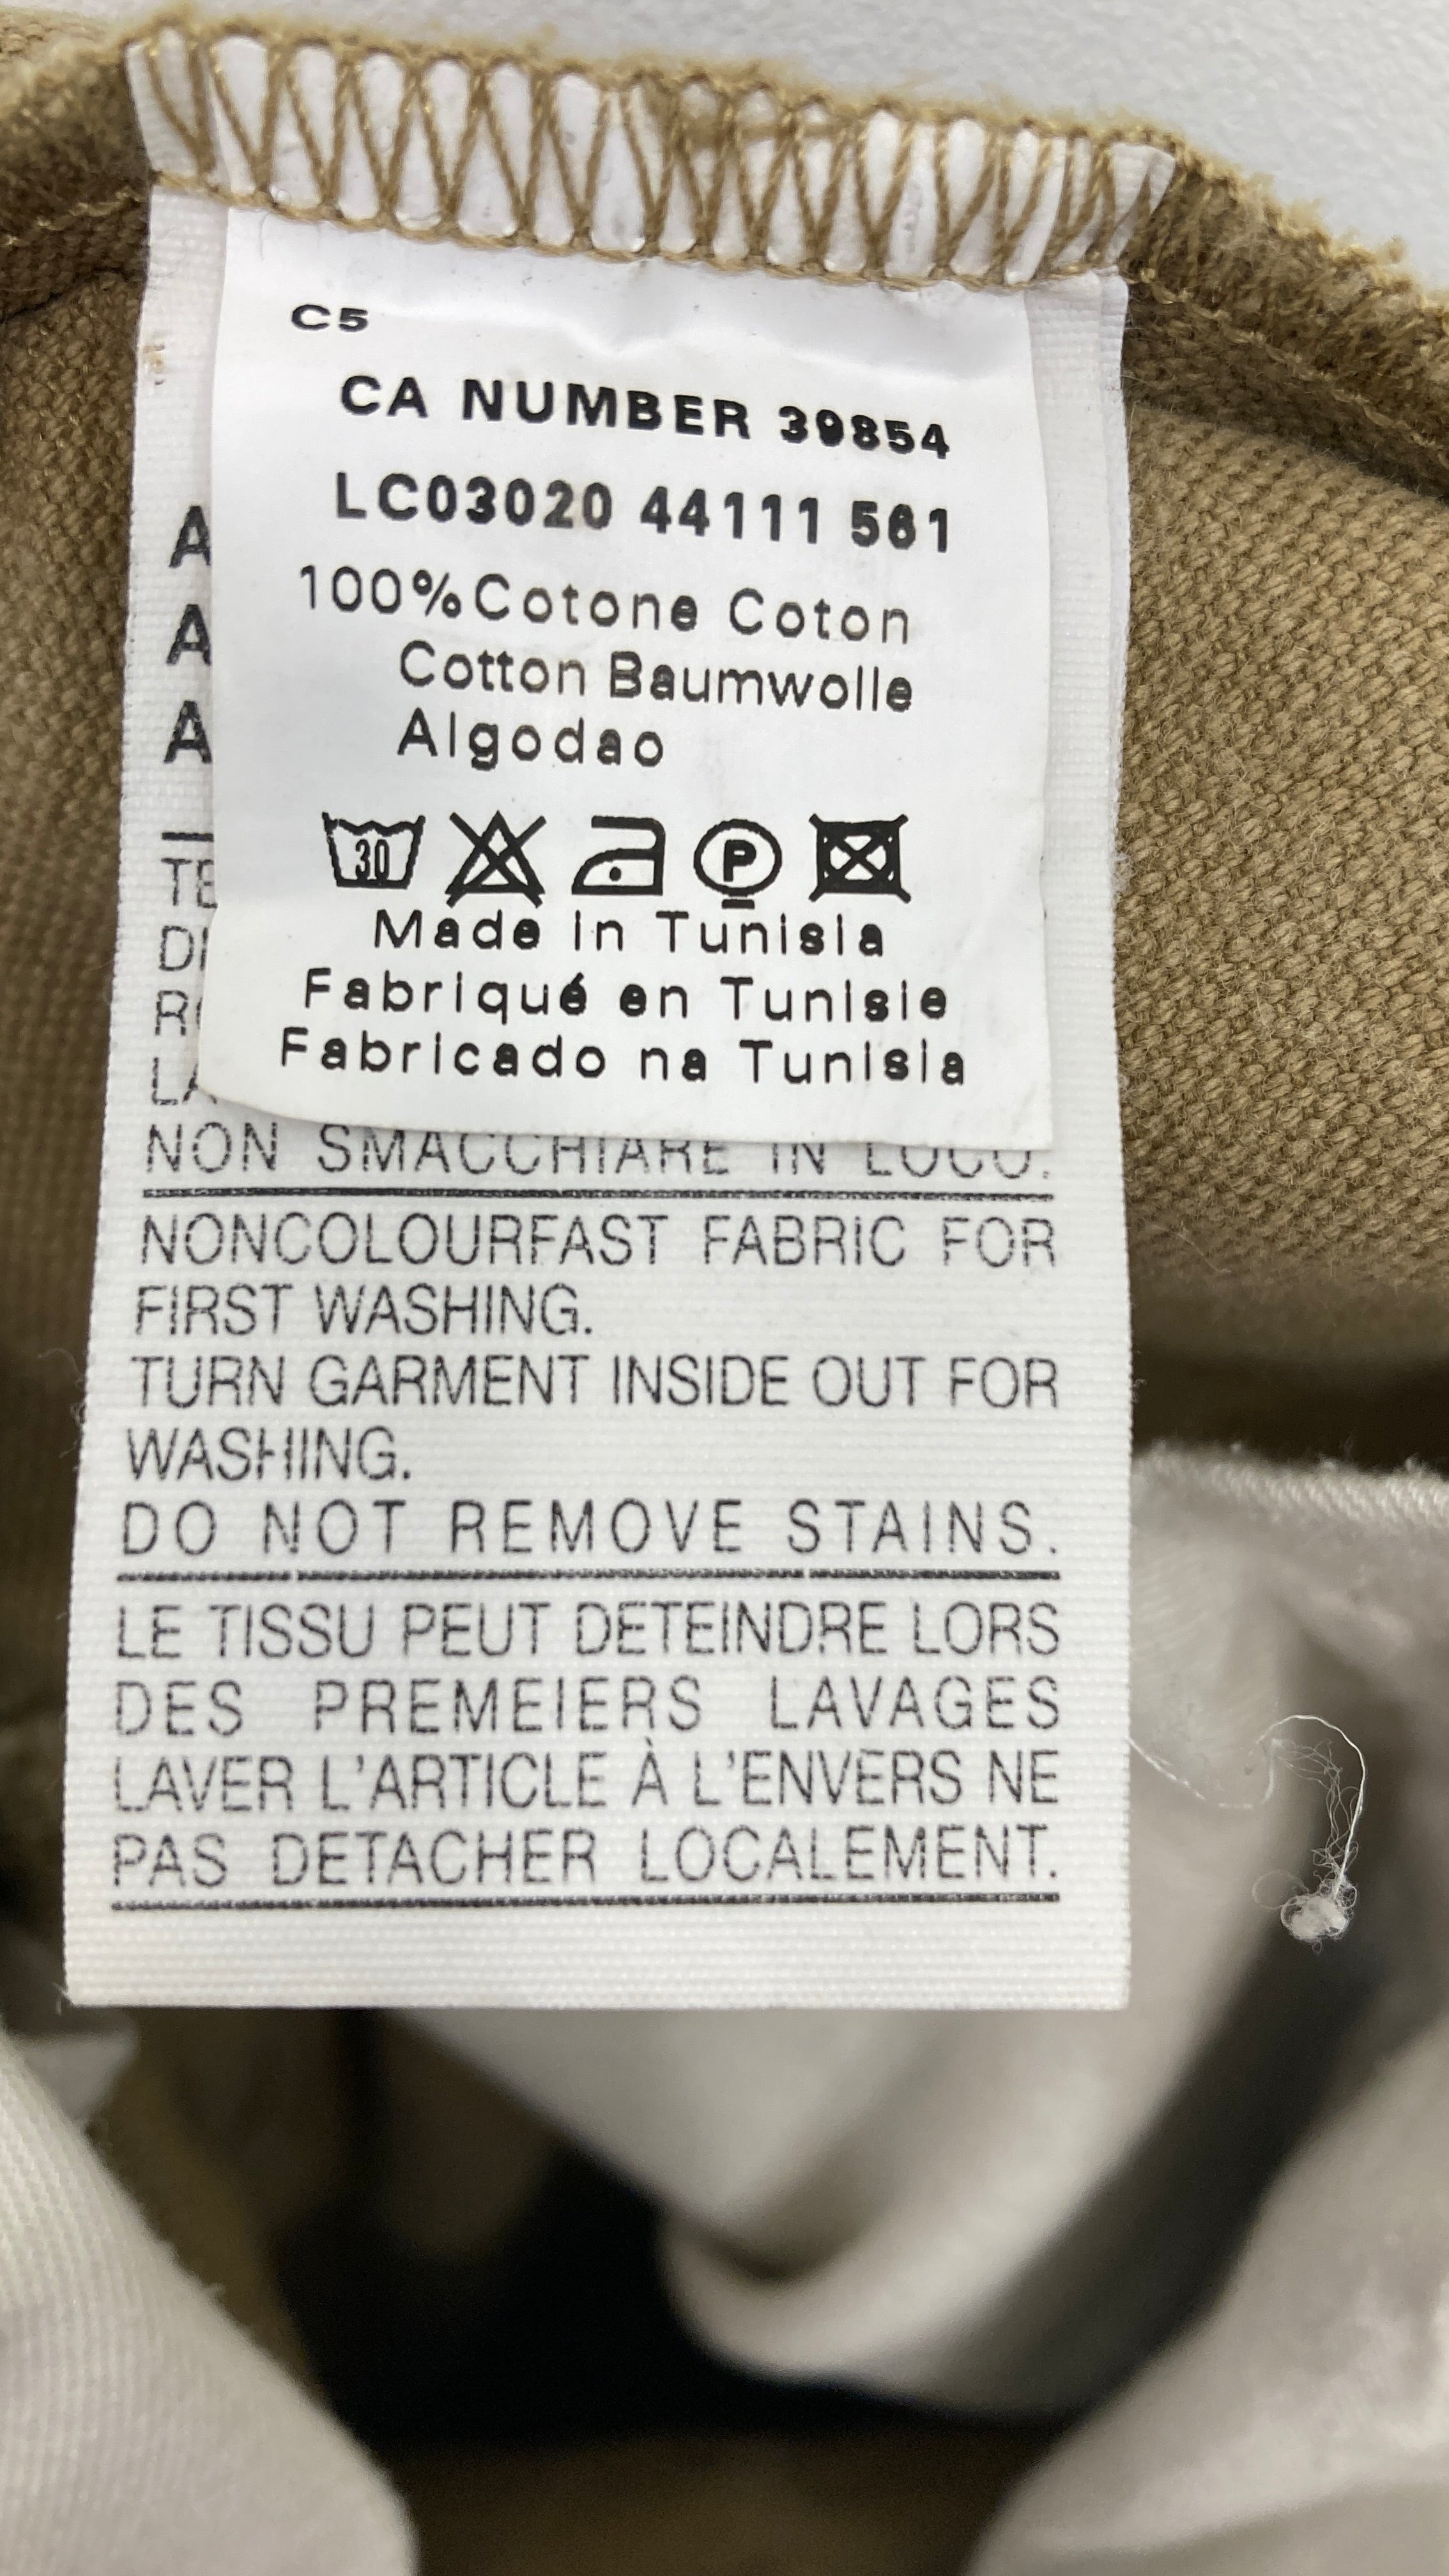 C5
CA NUMBER 39854
LC03020 44111 561
100%Cotone Coton
Cotton Baumwolle
Algodao
30 P
Made in Tunisia
Fabriqué en Tunisie
Fabricado na Tunisia
A
A
A
NON SMACCHIARE IN LOCO.
NONCOLOURFAST FABRIC FOR
FIRST WASHING.
TURN GARMENT INSIDE OUT FOR
WASHING.
DO NOT REMOVE STAINS.
LE TISSU PEUT DETEINDRE LORS
DES PREMEIERS LAVAGES
LAVER L'ARTICLE À L'ENVERS NE
PAS DETACHER LOCALEMENT.